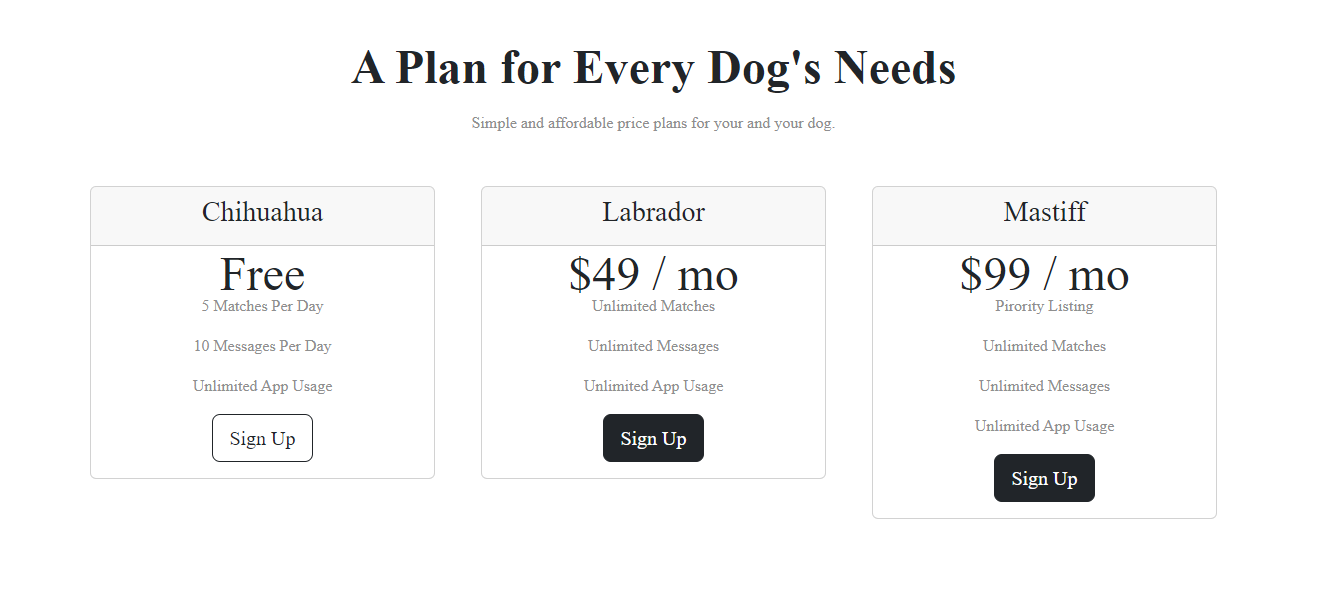 A Plan for Every Dog's Needs
Simple and affordable price plans for your and your dog.
Chihuahua
Free
5 Matches Per Day
10 Messages Per Day
Unlimited App Usage
Sign Up
Labrador
$49 / mo
Unlimited Matches
Unlimited Messages
Unlimited App Usage
Sign Up
Mastiff
$99 / mo
Pirority Listing
Unlimited Matches
Unlimited Messages
Unlimited App Usage
Sign Up